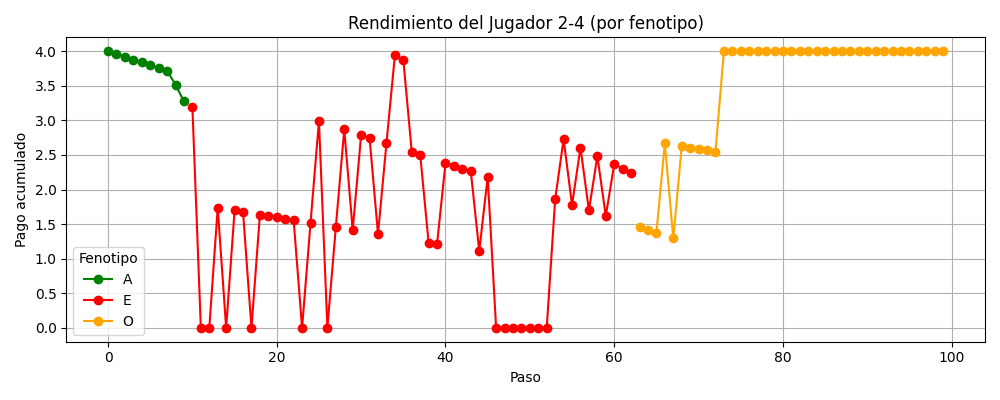 Rendimiento del Jugador 2-4 (por fenotipo)
Pago acumulado
4.0
3.5
3.0
2.5
2.0
1.5
1.0
0.5
0.0
Fenotipo
A
E
O
0 20 40 60 80 100
Paso